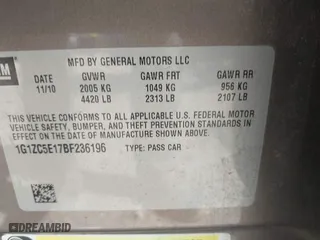 GM
MFD BY GENERAL MOTORS LLC
DATE GVWR GAWR FRT GAWR RR
11/10 2005 KG 1049 KG 956 KG
4420 LB 2313 LB 2107 LB
THIS VEHICLE CONFORMS TO ALL APPLICABLE U.S. FEDERAL MOTOR
VEHICLE SAFETY, BUMPER, AND THEFT PREVENTION STANDARDS IN
EFFECT ON THE DATE OF MANUFACTURE SHOWN ABOVE.
1G1ZC5E17BF236196 TYPE: PASS CAR
DREAMBID